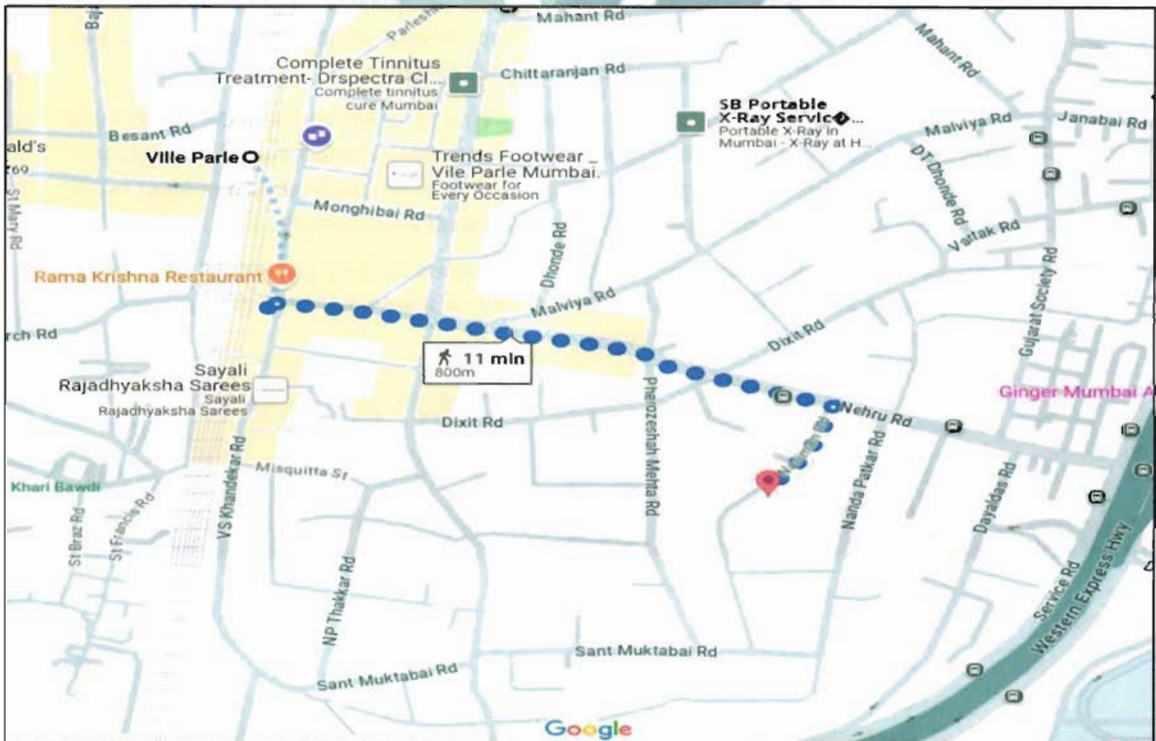 Mahant Rd
Mahant Rd
Complete Tinnitus
Treatment- Drspectra Cl...
Complete tinnitus
cure Mumbai
Chittaranjan Rd
SB Portable
X-Ray Servic�...
Portable X-Ray in
Mumbai - X-Ray at H...
Malviya Rd
Janabai Rd
Besant Rd
ald's
Ville Parle
Trends Footwear _
Vile Parle Mumbai.
Footwear for
Every Occasion
DT Dhonde Rd
St Mary Rd
Monghibai Rd
Dhonde Rd
Gujarat Society Rd
Rama Krishna Restaurant
Malviya Rd
Dixit Rd
rch Rd
11 min
800m
Sayali
Rajadhyaksha Sarees
Sayali
Rajadhyaksha Sarees
Pherozeshah Mehta Rd
Ginger Mumbai A
Nehru Rd
Dixit Rd
Misquitta St
Khari Bawdi
VS Khandekar Rd
Nanda Patkar Rd
Dayaldas Rd
St Braz Rd
St Francis Rd
NP Thakkar Rd
Service Rd
Western Express Hwy
Sant Muktabai Rd
Sant Muktabai Rd
Google